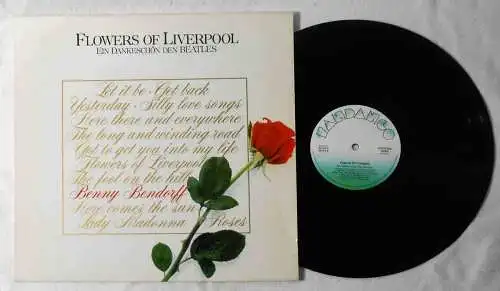 FLOWERS OF LIVERPOOL
EIN DANKESCHÖN DEN BEATLES
Let it be · Get back
Yesterday · Silly love songs
Here there and everywhere
The long and winding road
Got to get you into my life
Flowers of Liverpool
The fool on the hill
Benny Bendorff
Here comes the sun
Lady Madonna Roses
FANDANGO